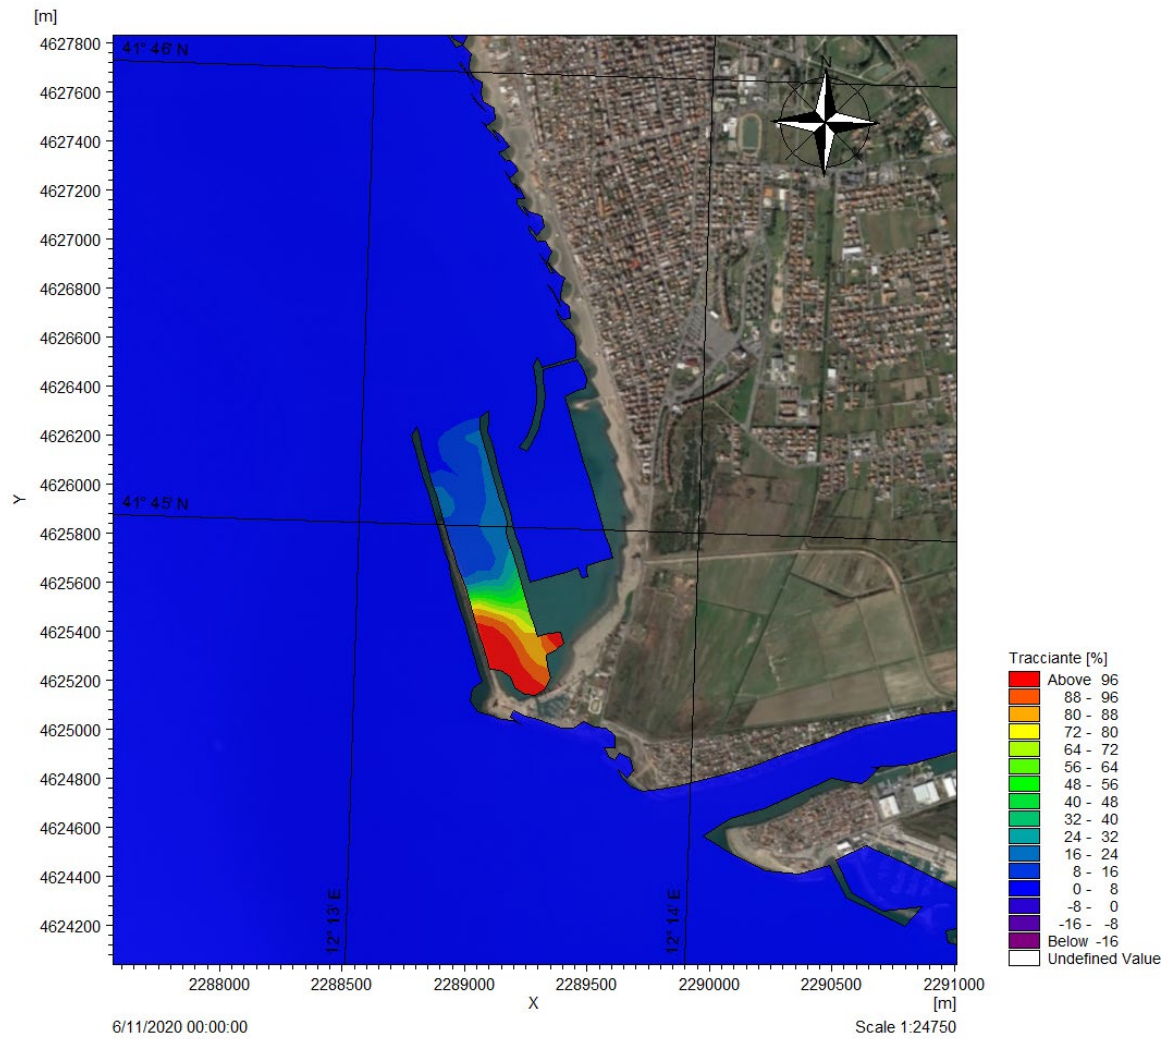 [m]
4627800
4627600
4627400
4627200
4627000
4626800
4626600
4626400
4626200
4626000
4625800
4625600
4625400
4625200
4625000
4624800
4624600
4624400
4624200
Y
41° 46' N
41° 45' N
12° 13' E
12° 14' E
N
2288000 2288500 2289000 2289500 2290000 2290500 2291000
X
[m]
6/11/2020 00:00:00
Scale 1:24750
Tracciante [%]
Above 96
88 - 96
80 - 88
72 - 80
64 - 72
56 - 64
48 - 56
40 - 48
32 - 40
24 - 32
16 - 24
8 - 16
0 - 8
-8 - 0
-16 - -8
Below -16
Undefined Value